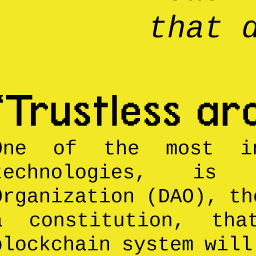 that d
“Trustless arc
One of the most in
technologies, is
Organization (DAO), the
a constitution, that
blockchain system will